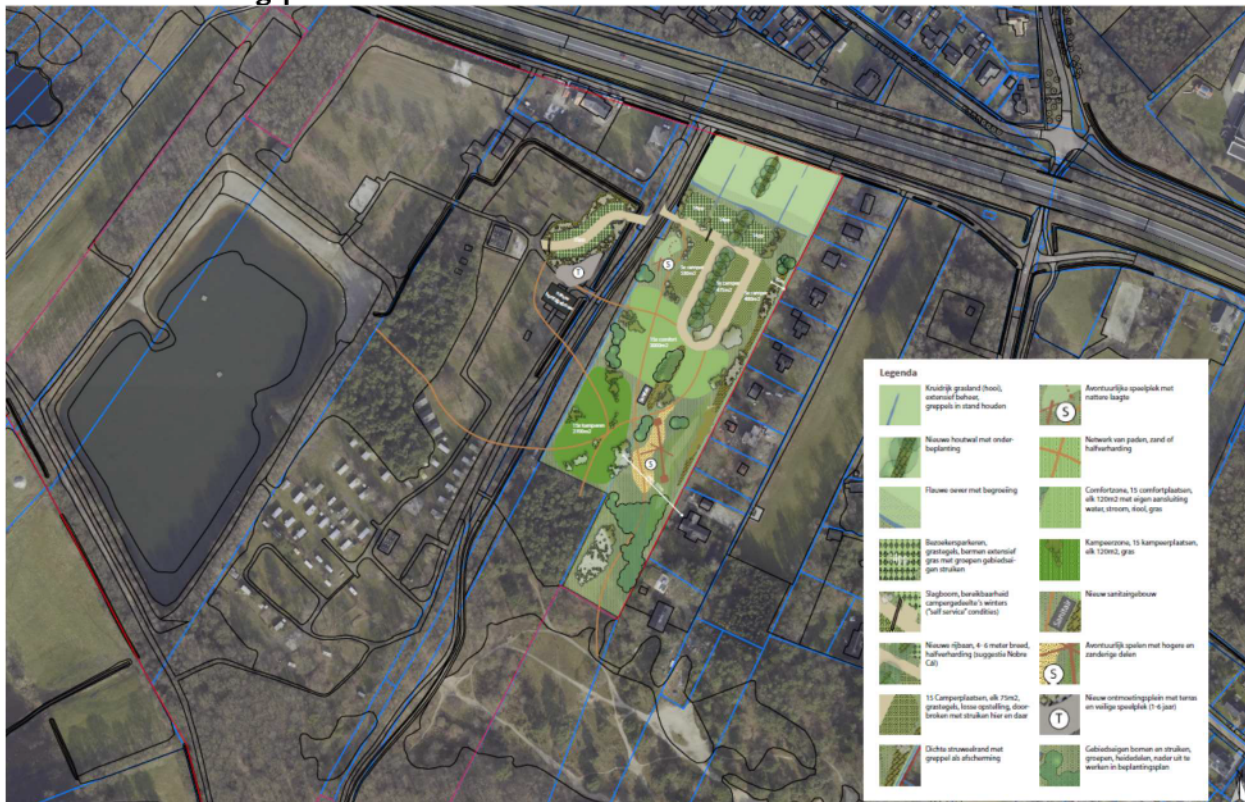 T
S
15x comfort
15x kamperen
S
Legenda
Kruidrijk grasland (hooi),
extensief beheer,
greppels in stand houden
Nieuwe houtwal met onder-
beplanting
Flauwe oever met begroeiing
Bezoekersparkeren,
grastegels, bermen extensief
gras met groepen gebiedsei-
gen struiken
Slagboom, bereikbaarheid
campergedeelte's winters
("self service" condities)
Nieuwe rijbaan, 4- 6 meter breed,
halfverharding (suggestie Nobre
Cál)
15 Camperplaatsen, elk 75m2,
grastegels, losse opstelling, door-
broken met struiken hier en daar
Dichte struweelrand met
greppel als afscherming
S
Avontuurlijke speelplek met
nattere laagte
Netwerk van paden, zand of
halfverharding
Comfortzone, 15 comfortplaatsen,
elk 120m2 met eigen aansluiting
water, stroom, riool, gras
Kampeerzone, 15 kampeerplaatsen,
elk 120m2, gras
Nieuw sanitairgebouw
S
Avontuurlijk spelen met hogere en
zanderige delen
T
Nieuw ontmoetingsplein met terras
en veilige speelplek (1-6 jaar)
Gebiedseigen bomen en struiken,
groepen, heidedelen, nader uit te
werken in beplantingsplan